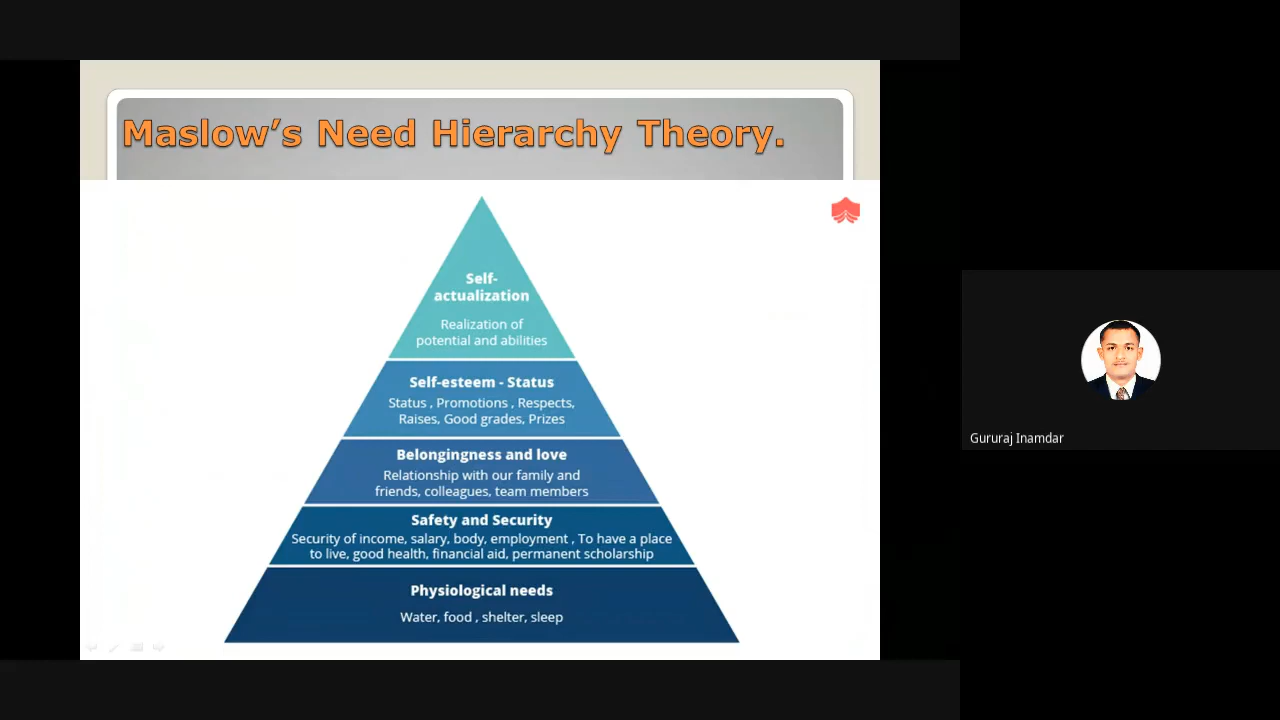 Maslow’s Need Hierarchy Theory.
Self-
actualization
Realization of
potential and abilities
Self-esteem - Status
Status , Promotions , Respects,
Raises, Good grades, Prizes
Belongingness and love
Relationship with our family and
friends, colleagues, team members
Safety and Security
Security of income, salary, body, employment , To have a place
to live, good health, financial aid, permanent scholarship
Physiological needs
Water, food , shelter, sleep
Gururaj Inamdar